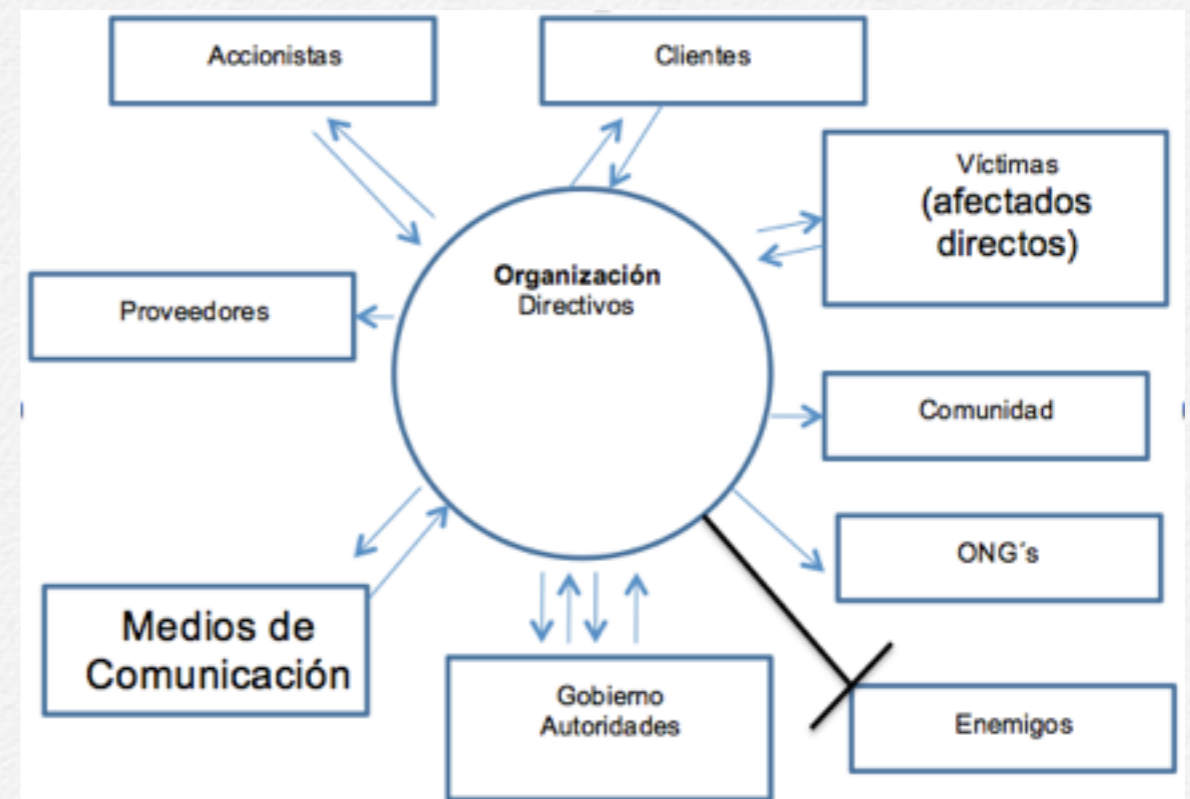 Accionistas
Clientes
Víctimas
(afectados
directos)
Organización
Directivos
Proveedores
Comunidad
ONG´s
Medios de
Comunicación
Gobierno
Autoridades
Enemigos